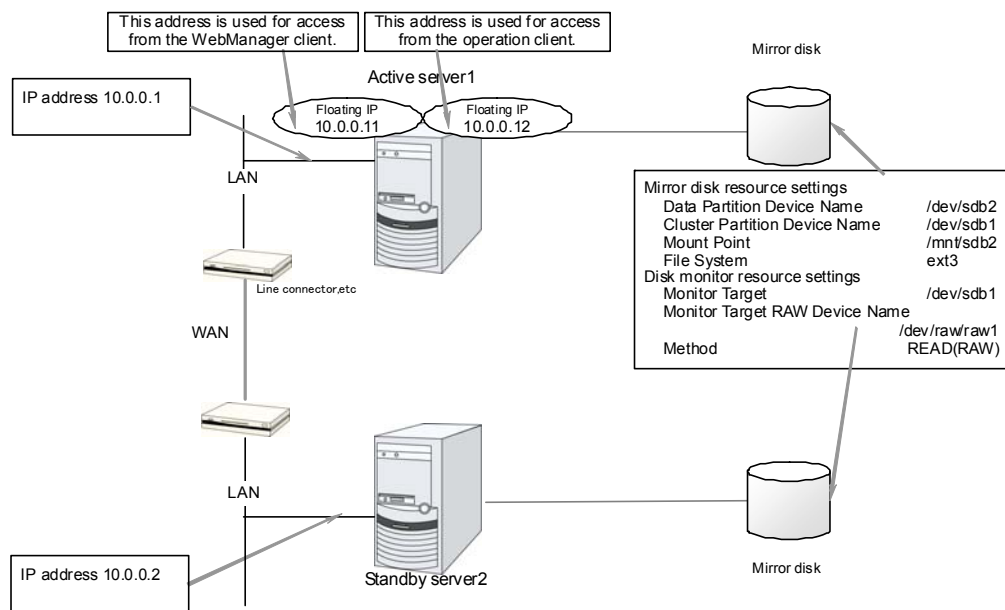 This address is used for access
from the WebManager client.
This address is used for access
from the operation client.
Mirror disk
Active server1
IP address 10.0.0.1
Floating IP
10.0.0.11
Floating IP
10.0.0.12
LAN
Mirror disk resource settings
Data Partition Device Name /dev/sdb2
Cluster Partition Device Name /dev/sdb1
Mount Point /mnt/sdb2
File System ext3
Disk monitor resource settings
Monitor Target /dev/sdb1
Monitor Target RAW Device Name
/dev/raw/raw1
Method READ(RAW)
Line connector,etc
WAN
LAN
IP address 10.0.0.2
Standby server2
Mirror disk